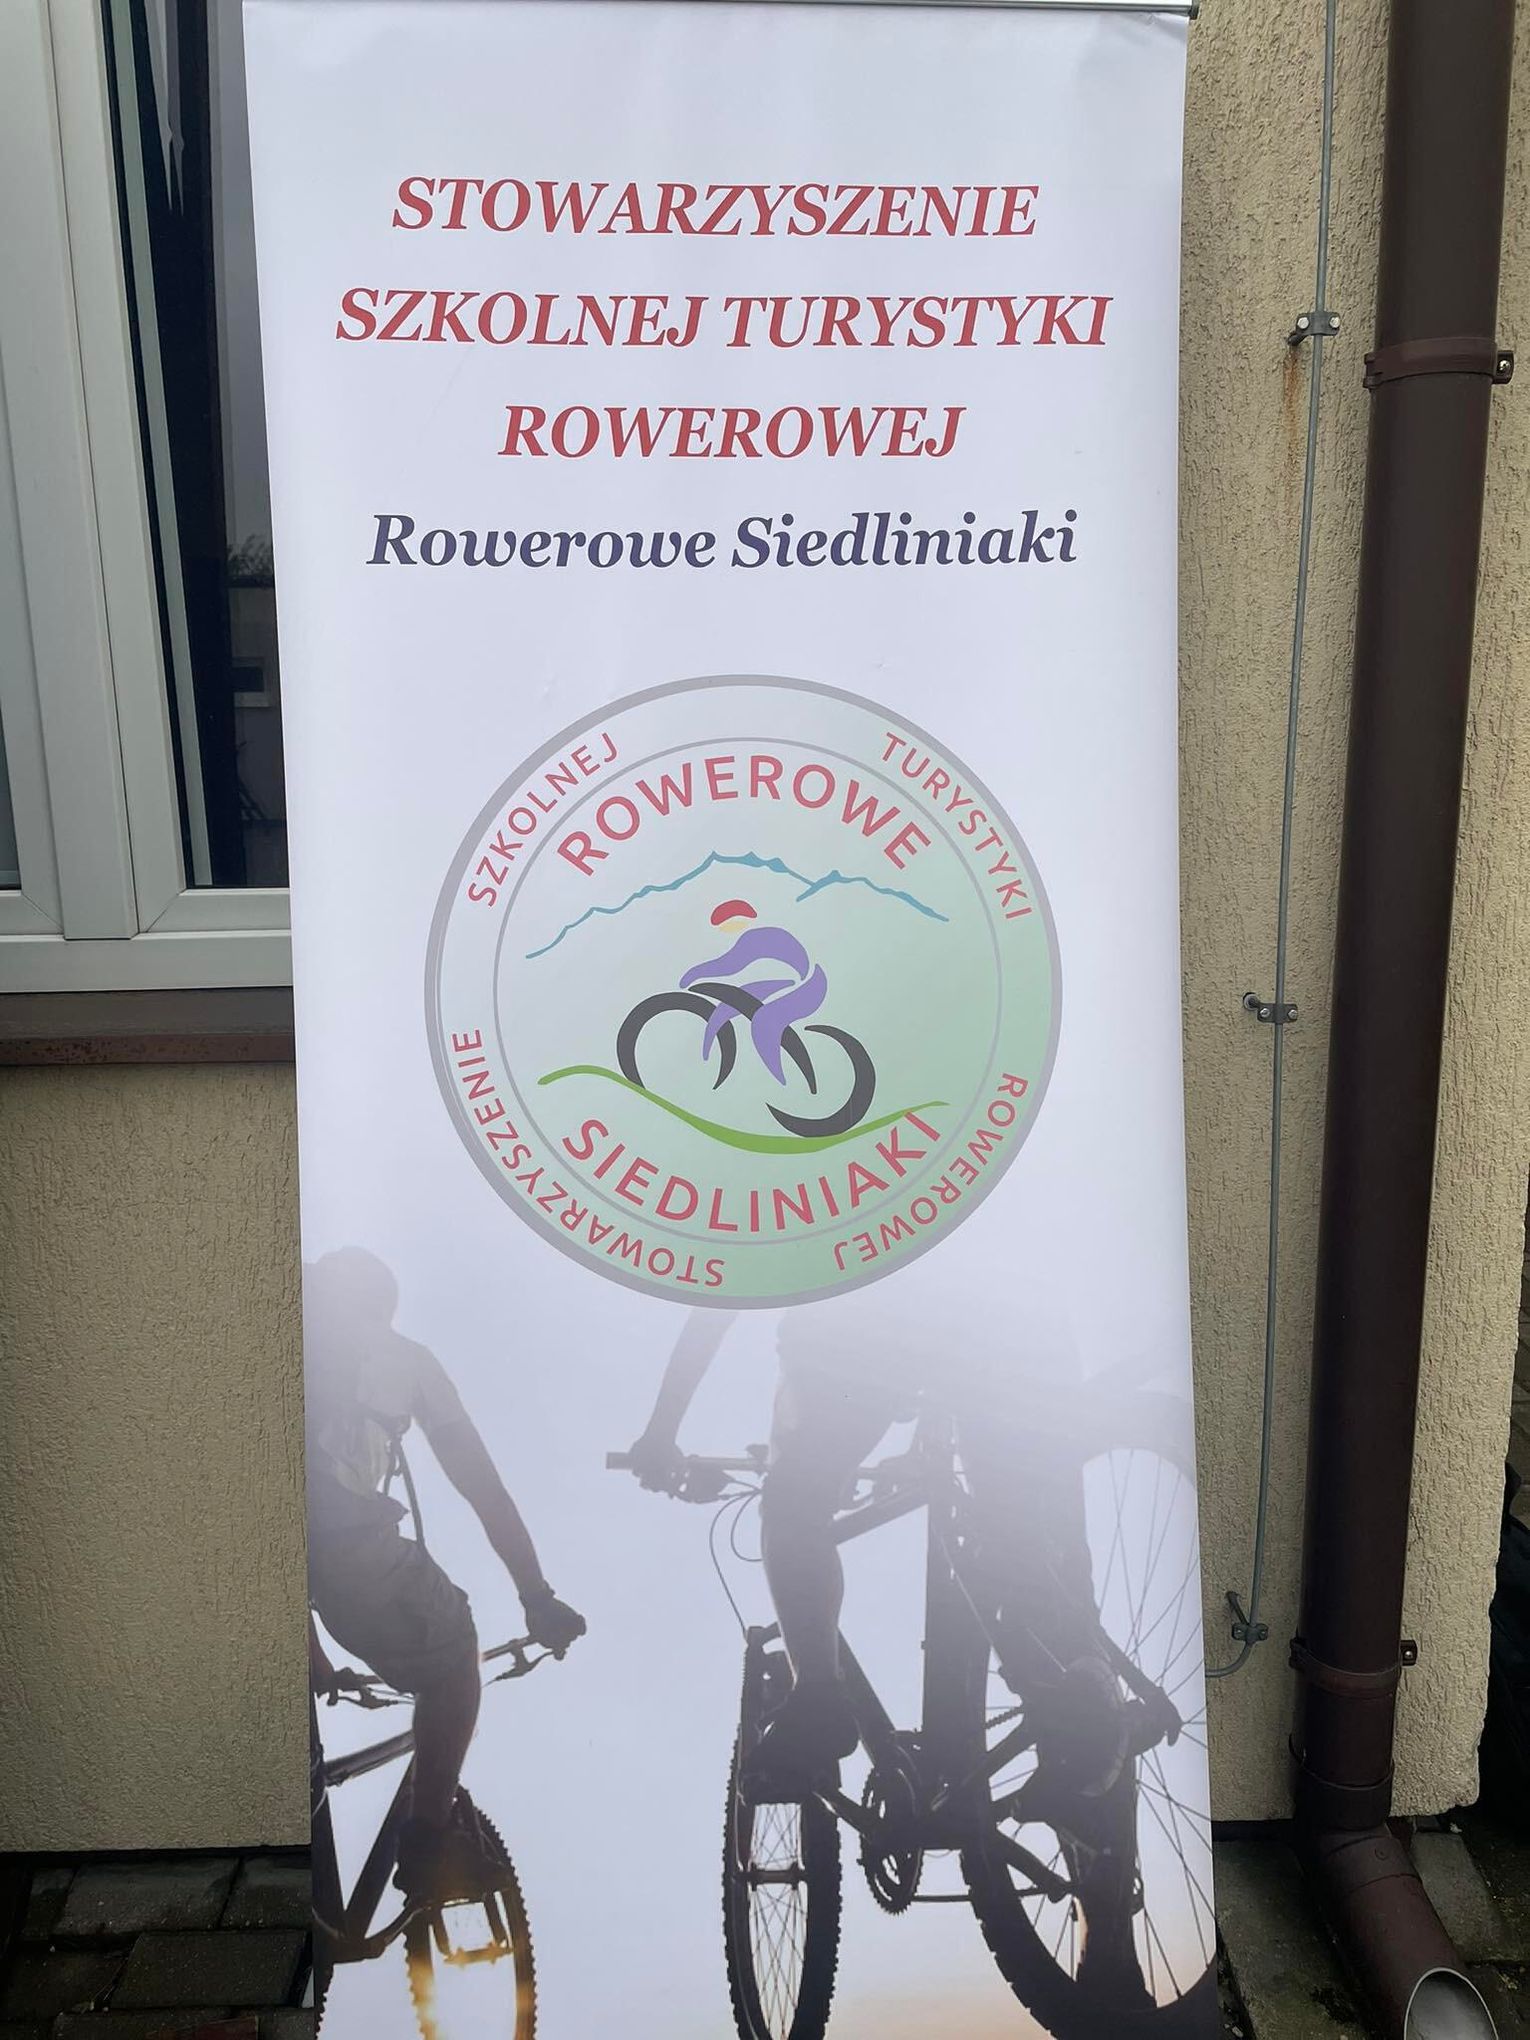 STOWARZYSZENIE
SZKOLNEJ TURYSTYKI
ROWEROWEJ
Rowerowe Siedliniaki
STOWARZYSZENIE SZKOLNEJ TURYSTYKI ROWEROWEJ
ROWEROWE
SIEDLINIAKI